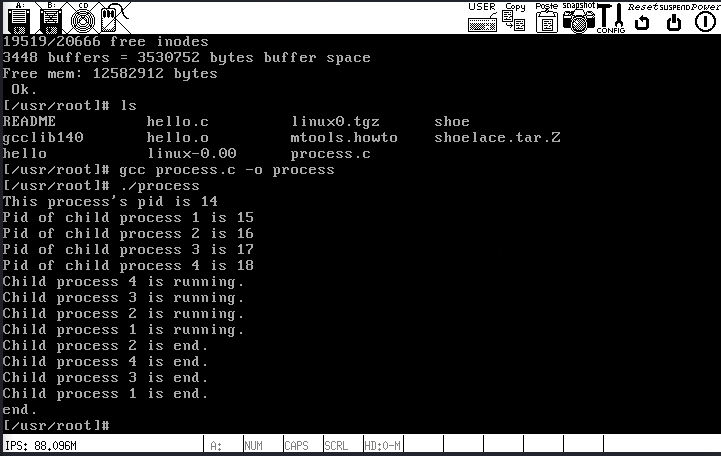 A: B: CD USER Copy Paste snapshot CONFIG Reset SUSPEND Power
19519/20666 free inodes
3448 buffers = 3530752 bytes buffer space
Free mem: 12582912 bytes
 Ok.
[/usr/root]# ls
README hello.c linux0.tgz shoe
gcclib140 hello.o mtools.howto shoelace.tar.Z
hello linux-0.00 process.c
[/usr/root]# gcc process.c -o process
[/usr/root]# ./process
This process's pid is 14
Pid of child process 1 is 15
Pid of child process 2 is 16
Pid of child process 3 is 17
Pid of child process 4 is 18
Child process 4 is running.
Child process 3 is running.
Child process 2 is running.
Child process 1 is running.
Child process 2 is end.
Child process 4 is end.
Child process 3 is end.
Child process 1 is end.
end.
[/usr/root]#
IPS: 88.096M A: NUM CAPS SCRL HD:0-M